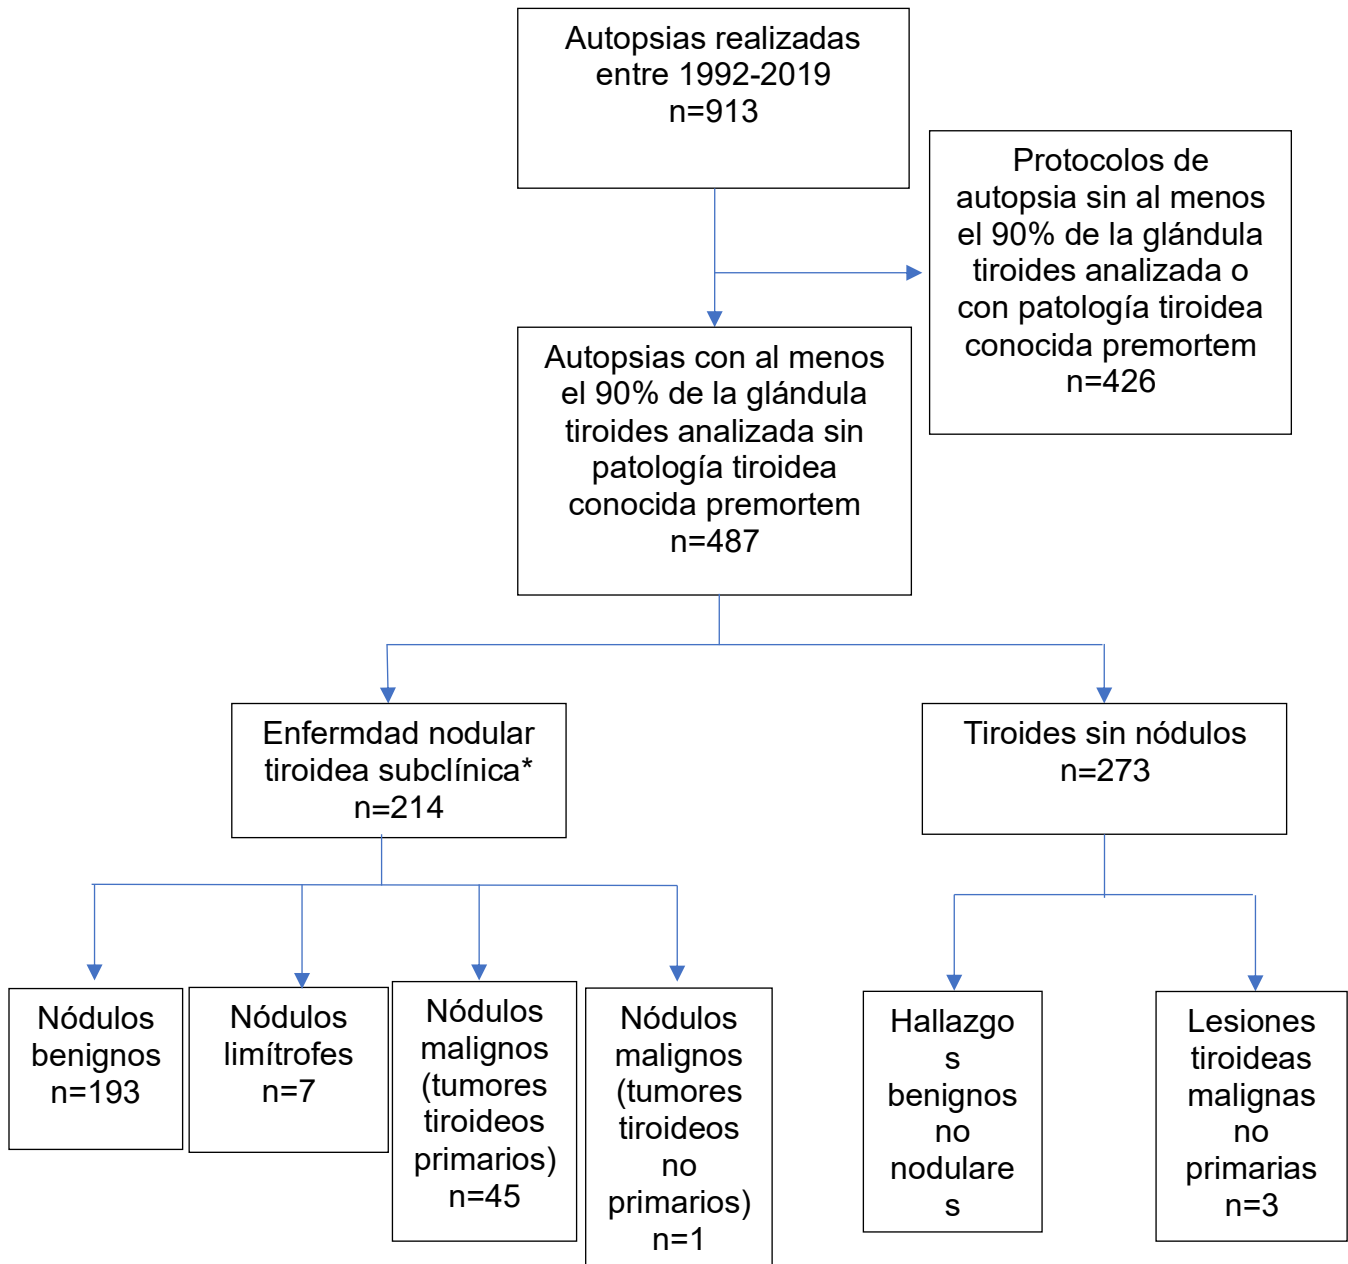 Autopsias realizadas
entre 1992-2019
n=913
Protocolos de
autopsia sin al menos
el 90% de la glándula
tiroides analizada o
con patología tiroidea
conocida premortem
n=426
Autopsias con al menos
el 90% de la glándula
tiroides analizada sin
patología tiroidea
conocida premortem
n=487
Enfermdad nodular
tiroidea subclínica*
n=214
Tiroides sin nódulos
n=273
Nódulos
benignos
n=193
Nódulos
limítrofes
n=7
Nódulos
malignos
(tumores
tiroideos
primarios)
n=45
Nódulos
malignos
(tumores
tiroideos
no
primarios)
n=1
Hallazgo
s
benignos
no
nodulare
s
Lesiones
tiroideas
malignas
no
primarias
n=3